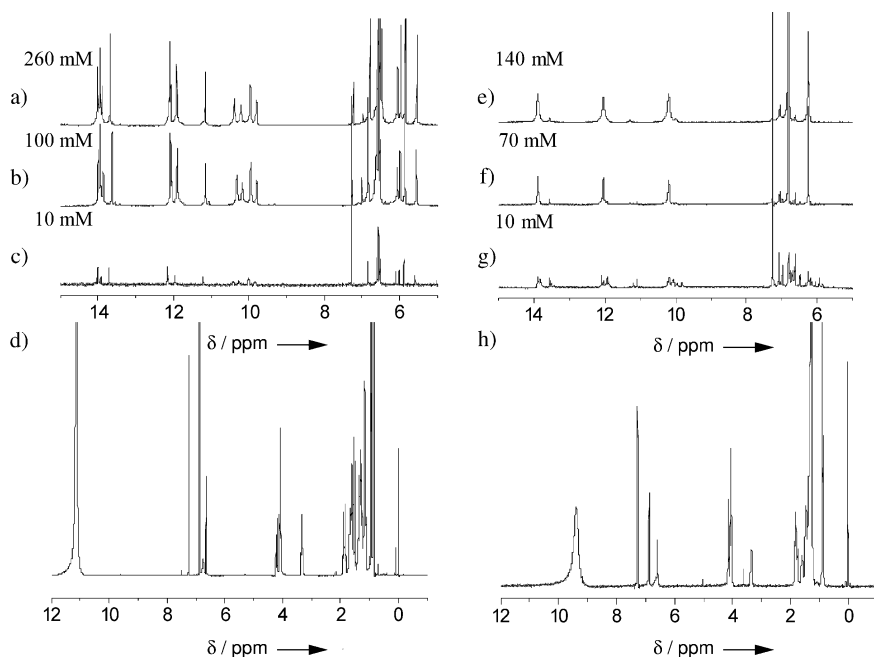 260 mM
a)
100 mM
b)
10 mM
c)
14 12 10 8 6
δ / ppm
d)
12 10 8 6 4 2 0
δ / ppm
140 mM
e)
70 mM
f)
10 mM
g)
14 12 10 8 6
δ / ppm
h)
12 10 8 6 4 2 0
δ / ppm